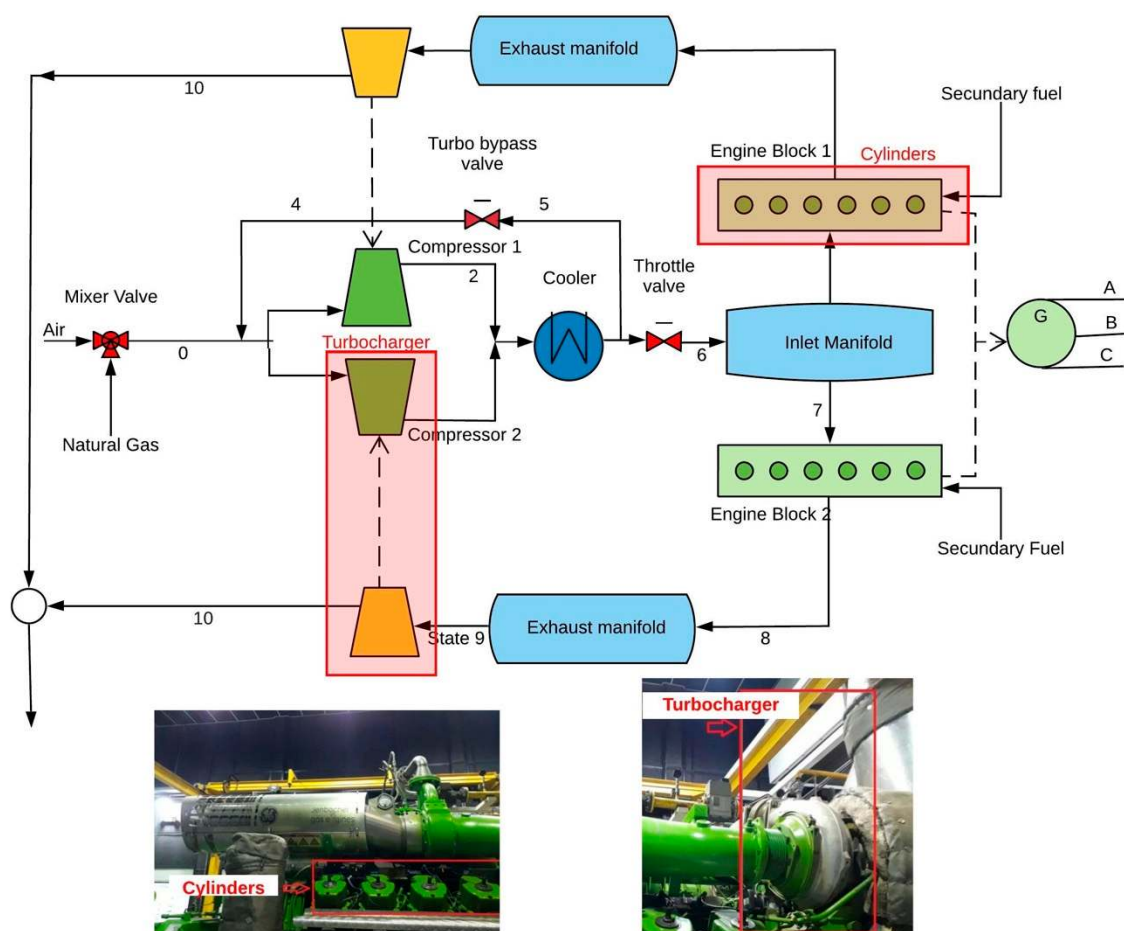 Exhaust manifold
10
Secundary fuel
Turbo bypass
valve
Engine Block 1
Cylinders
4
5
Compressor 1
2
Cooler
Throttle
valve
Mixer Valve
A
G
B
Air
Turbocharger
0
6
Inlet Manifold
C
7
Natural Gas
Compressor 2
Engine Block 2
Secundary Fuel
10
State 9
Exhaust manifold
8
Turbocharger
Cylinders